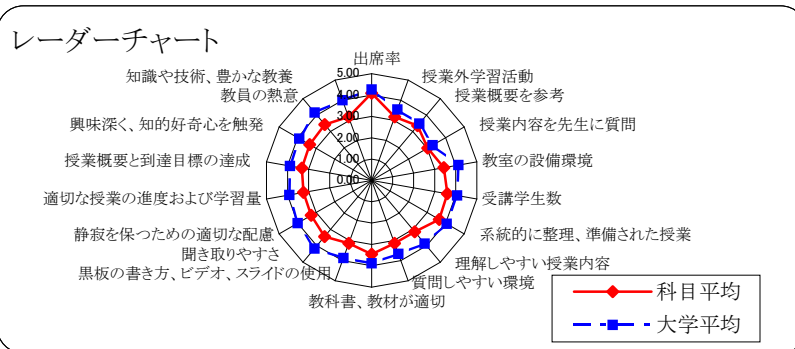 レーダーチャート
出席率
授業外学習活動
授業概要を参考
授業内容を先生に質問
教室の設備環境
受講学生数
系統的に整理、準備された授業
理解しやすい授業内容
質問しやすい環境
教科書、教材が適切
黒板の書き方、ビデオ、スライドの使用
聞き取りやすさ
静寂を保つための適切な配慮
適切な授業の進度および学習量
授業概要と到達目標の達成
興味深く、知的好奇心を触発
教員の熱意
知識や技術、豊かな教養
5.00
4.00
3.00
2.00
1.00
0.00
科目平均
大学平均